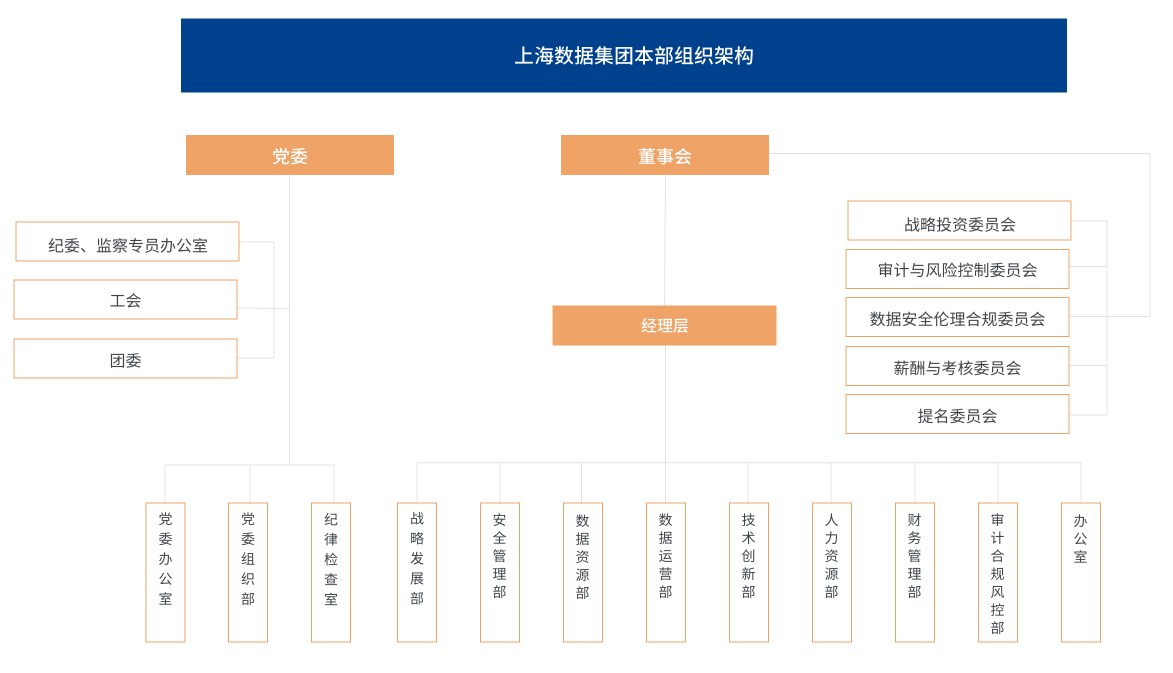 上海数据集团本部组织架构
党委
董事会
纪委、监察专员办公室
工会
团委
战略投资委员会
审计与风险控制委员会
数据安全伦理合规委员会
薪酬与考核委员会
提名委员会
经理层
党委办公室
党委组织部
纪律检查室
战略发展部
安全管理部
数据资源部
数据运营部
技术创新部
人力资源部
财务管理部
审计合规风控部
办公室